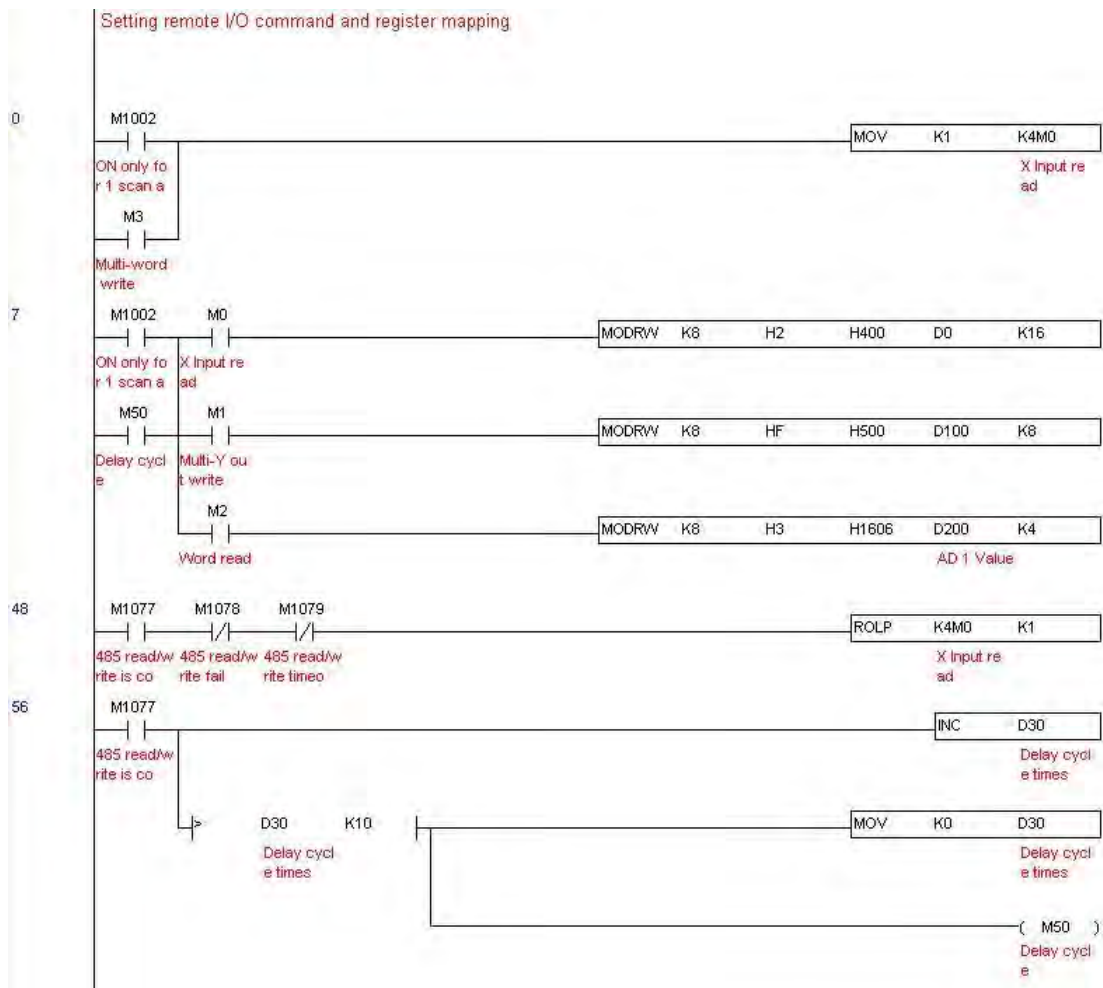 Setting remote I/O command and register mapping
0
M1002
MOV K1 K4M0
ON only fo
r 1 scan a
X Input re
ad
M3
Multi-word
write
7
M1002 M0
MODRW K8 H2 H400 D0 K16
ON only fo
r 1 scan a
X Input re
ad
M50 M1
MODRW K8 HF H500 D100 K8
Delay cycl
e
Multi-Y ou
t write
M2
MODRW K8 H3 H1606 D200 K4
Word read
AD 1 Value
48
M1077 M1078 M1079
ROLP K4M0 K1
485 read/w
rite is co
485 read/w
rite fail
485 read/w
rite timeo
X Input re
ad
56
M1077
INC D30
485 read/w
rite is co
Delay cycl
e times
> D30 K10
MOV K0 D30
Delay cycl
e times
Delay cycl
e times
( M50 )
Delay cycl
e